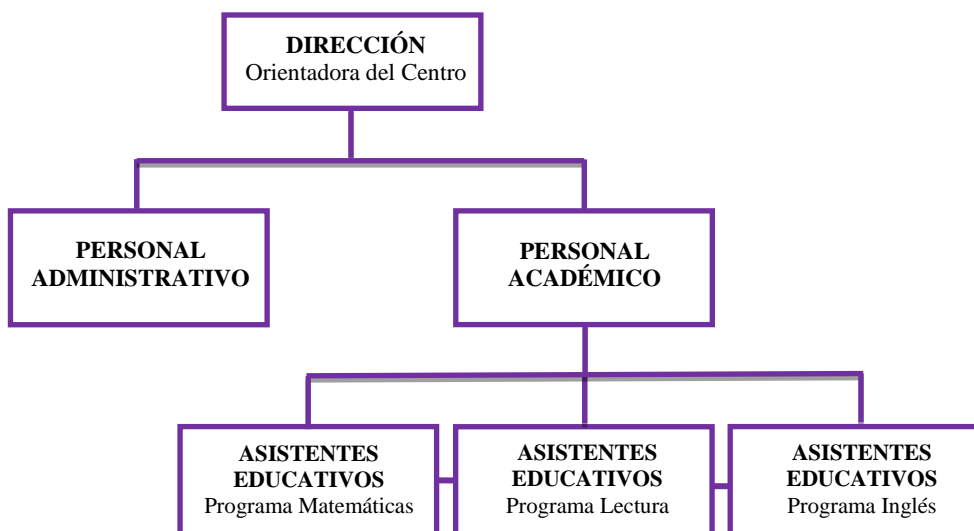 DIRECCIÓN
Orientadora del Centro
PERSONAL
ADMINISTRATIVO
PERSONAL
ACADÉMICO
ASISTENTES
EDUCATIVOS
Programa Matemáticas
ASISTENTES
EDUCATIVOS
Programa Lectura
ASISTENTES
EDUCATIVOS
Programa Inglés